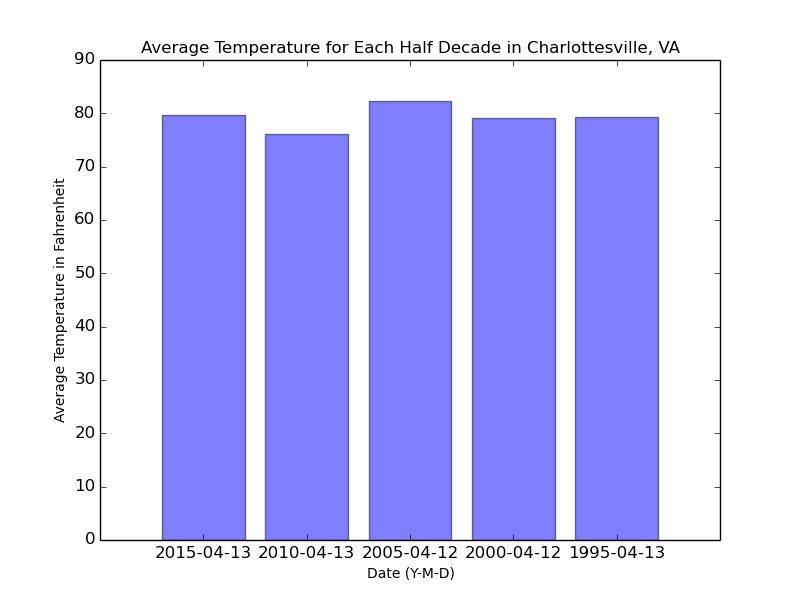 Average Temperature for Each Half Decade in Charlottesville, VA
90
80
70
60
50
40
30
20
10
0
Average Temperature in Fahrenheit
2015-04-13 2010-04-13 2005-04-12 2000-04-12 1995-04-13
Date (Y-M-D)